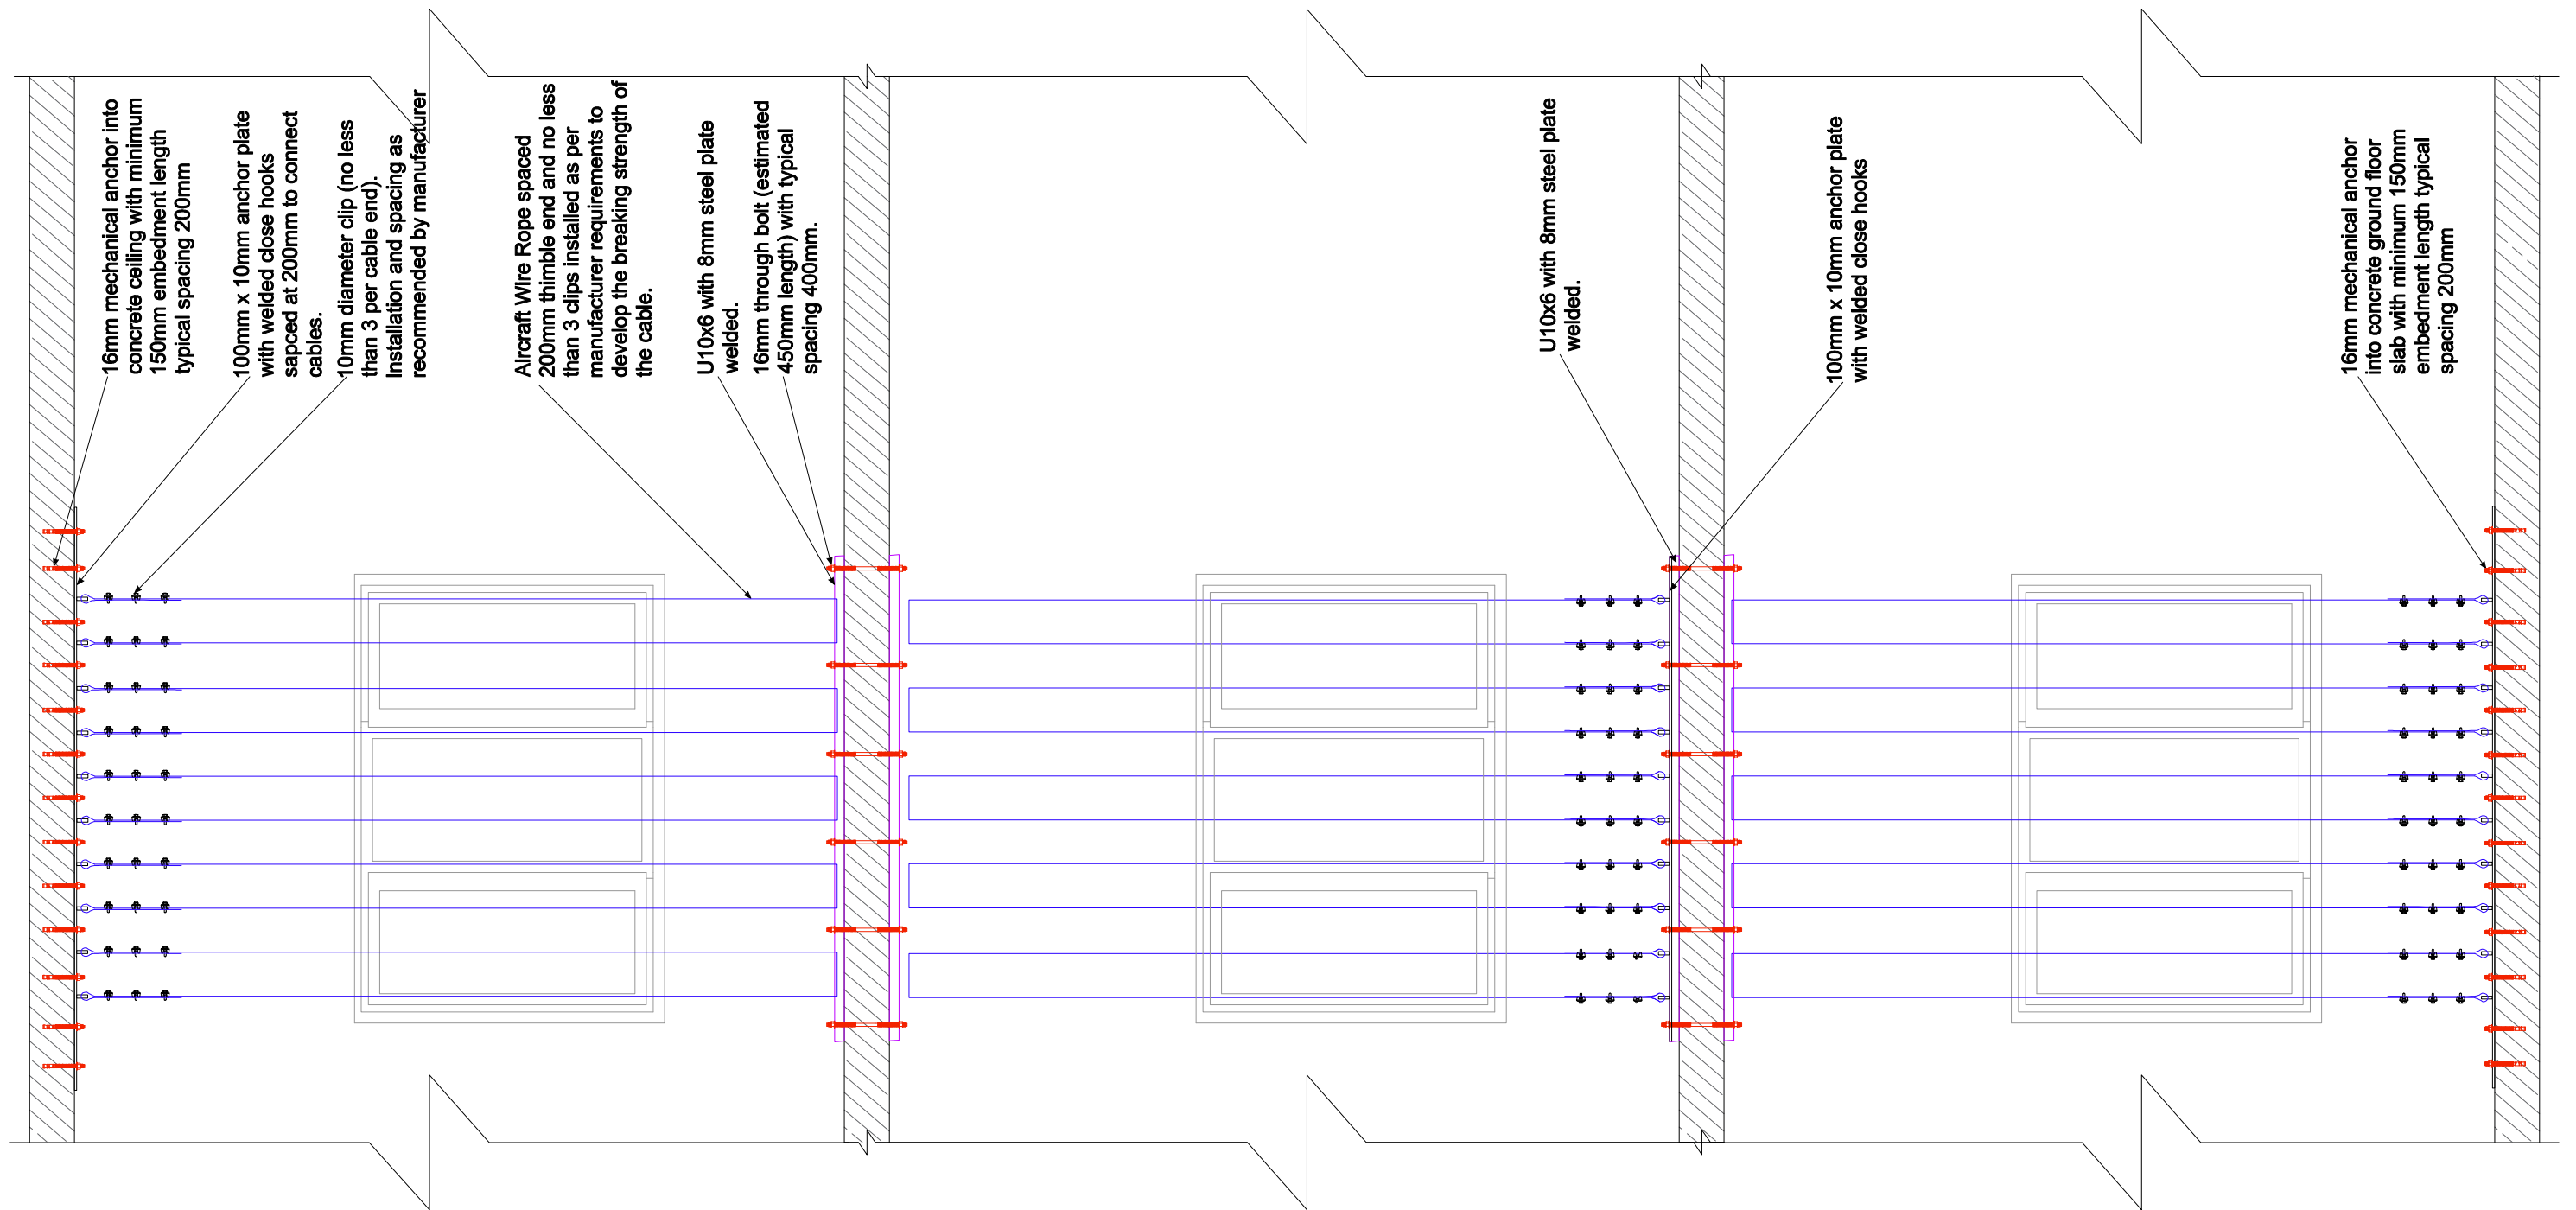 16mm mechanical anchor into
concrete ceilling with minimum
150mm embedment length
typical spacing 200mm
100mm x 10mm anchor plate
with welded close hooks
sapced at 200mm to connect
cables.
10mm diameter clip (no less
than 3 per cable end).
Installation and spacing as
recommended by manufacturer
Aircraft Wire Rope spaced
200mm thimble end and no less
than 3 clips installed as per
manufacturer requirements to
develop the breaking strength of
the cable.
U10x6 with 8mm steel plate
welded.
16mm through bolt (estimated
450mm length) with typical
spacing 400mm.
U10x6 with 8mm steel plate
welded.
100mm x 10mm anchor plate
with welded close hooks
16mm mechanical anchor
into concrete ground floor
slab with minimum 150mm
embedment length typical
spacing 200mm